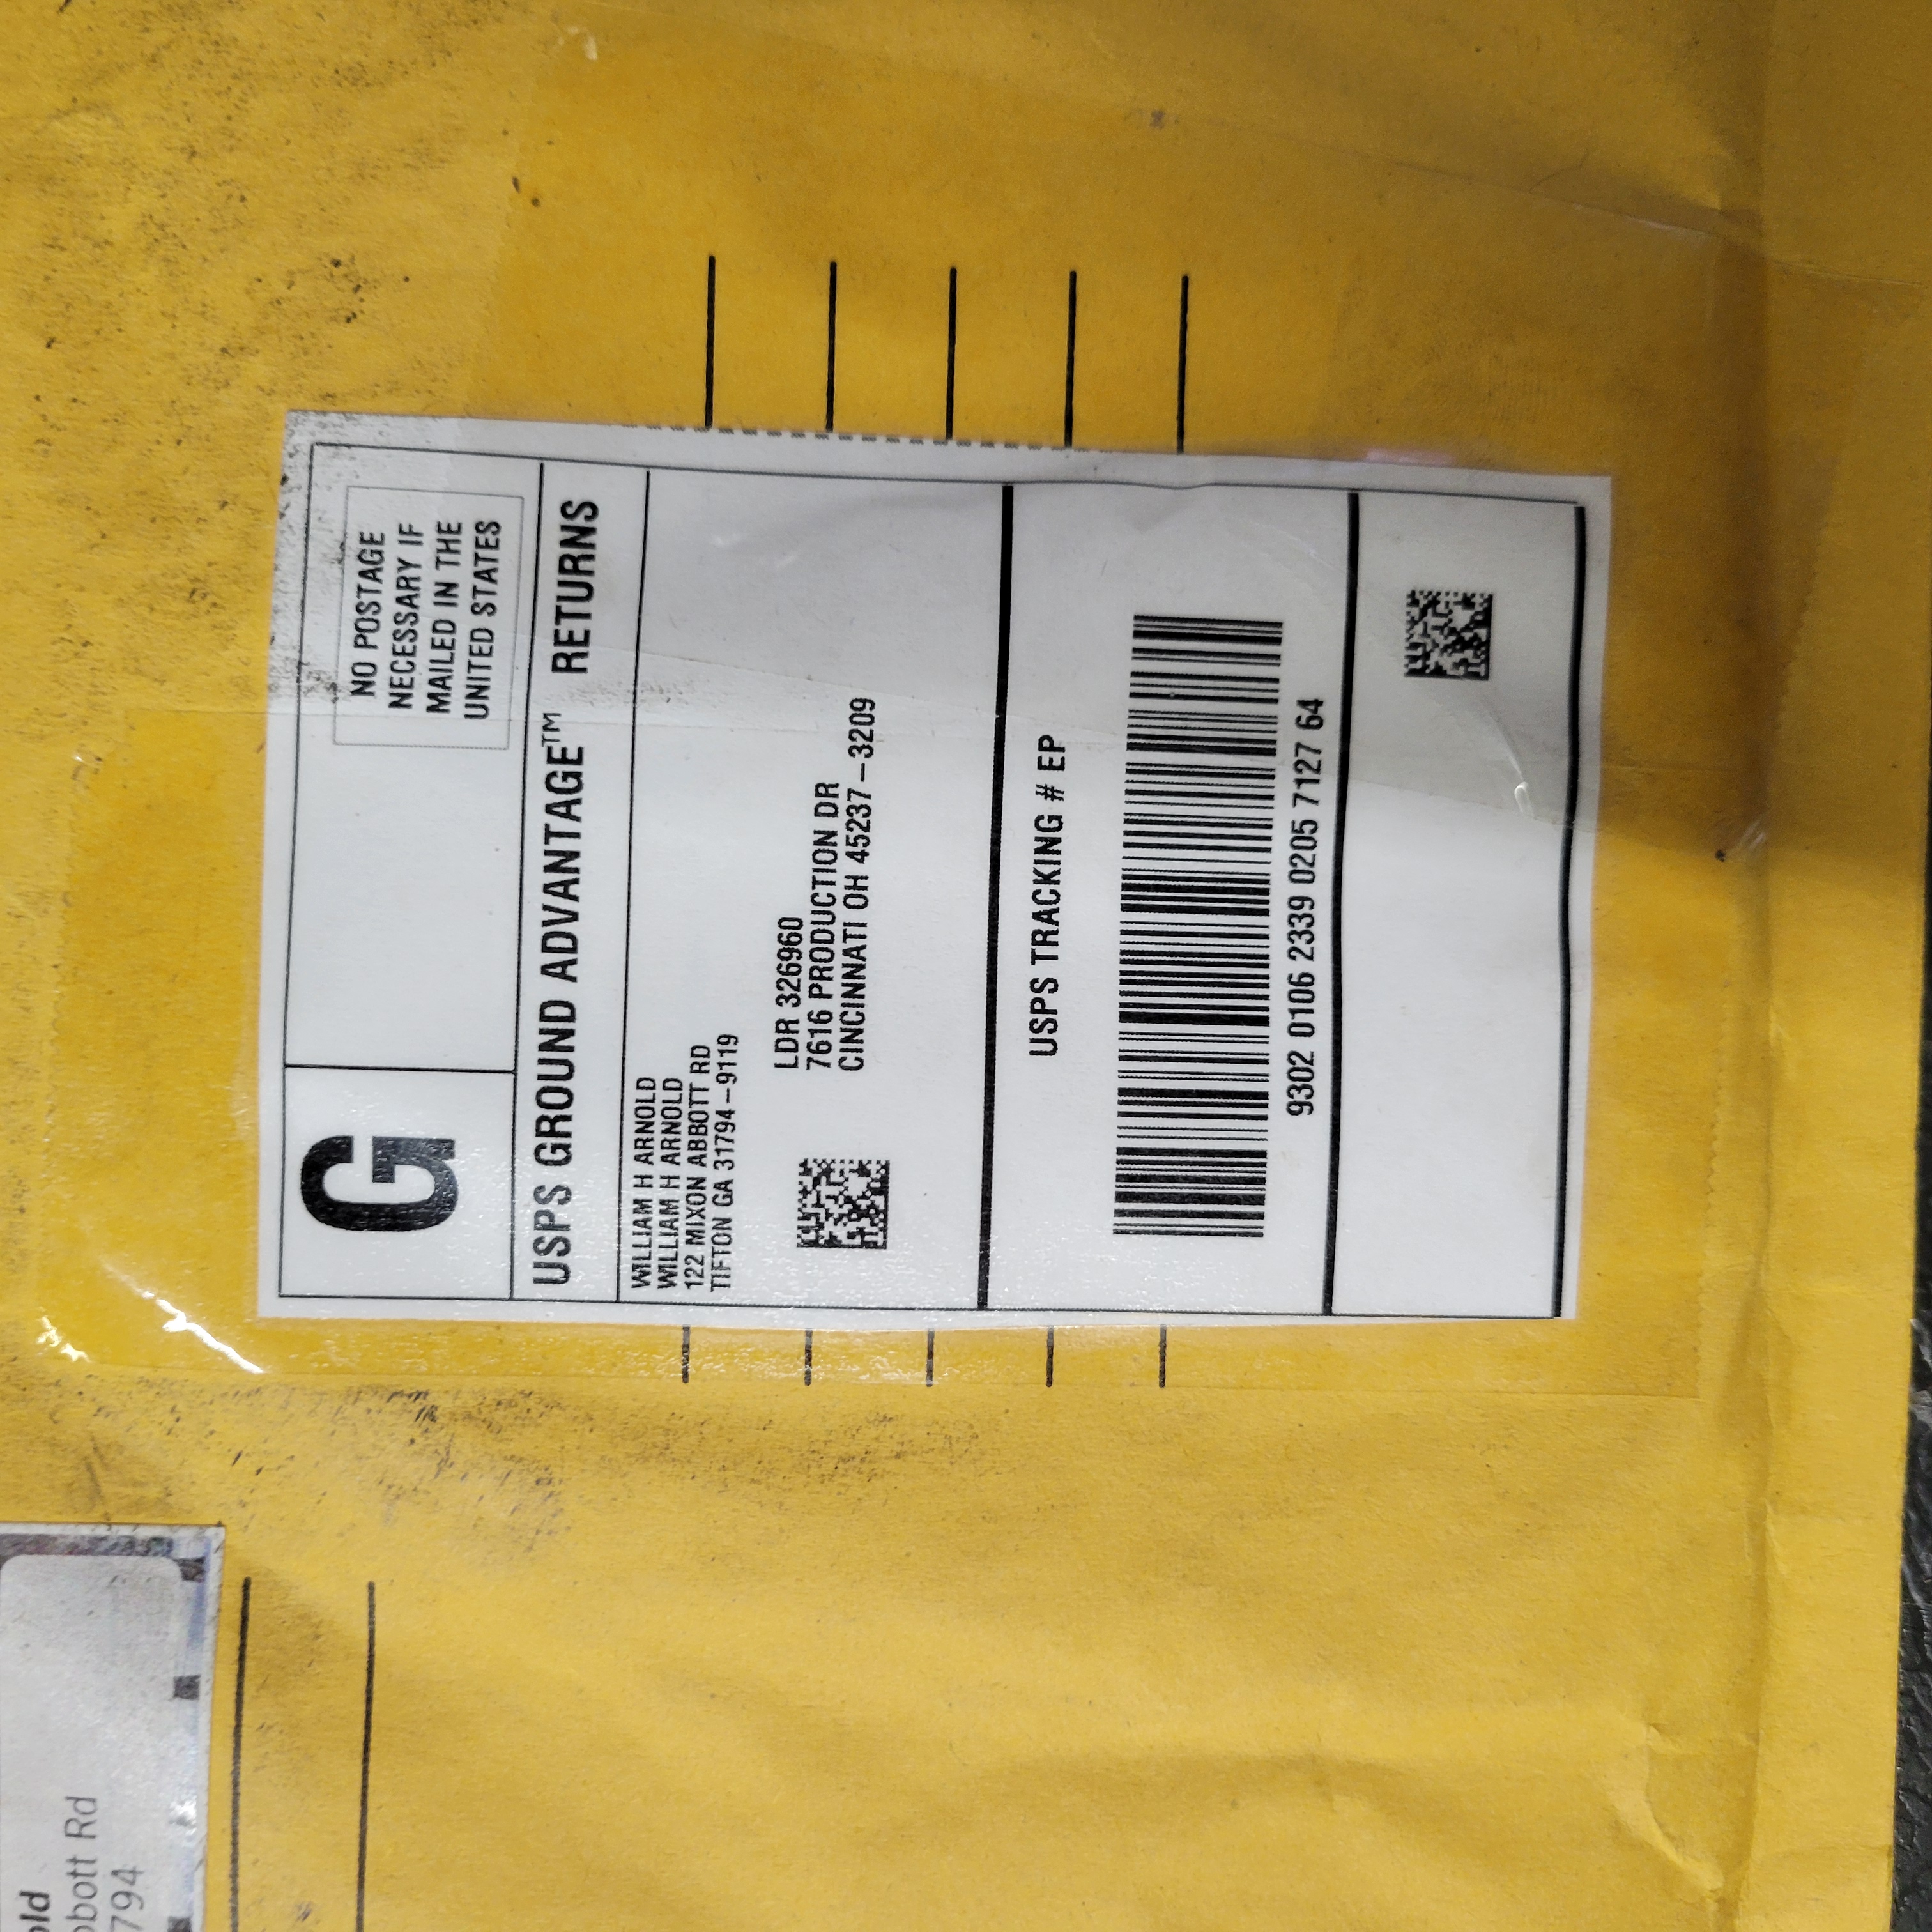 G
NO POSTAGE
NECESSARY IF
MAILED IN THE
UNITED STATES
USPS GROUND ADVANTAGE™ RETURNS
WILLIAM H ARNOLD
WILLIAM H ARNOLD
122 MIXON ABBOTT RD
TIFTON GA 31794-9119
LDR 326960
7616 PRODUCTION DR
CINCINNATI OH 45237-3209
USPS TRACKING # EP
9302 0106 2339 0205 7127 64
old
bbott Rd
794